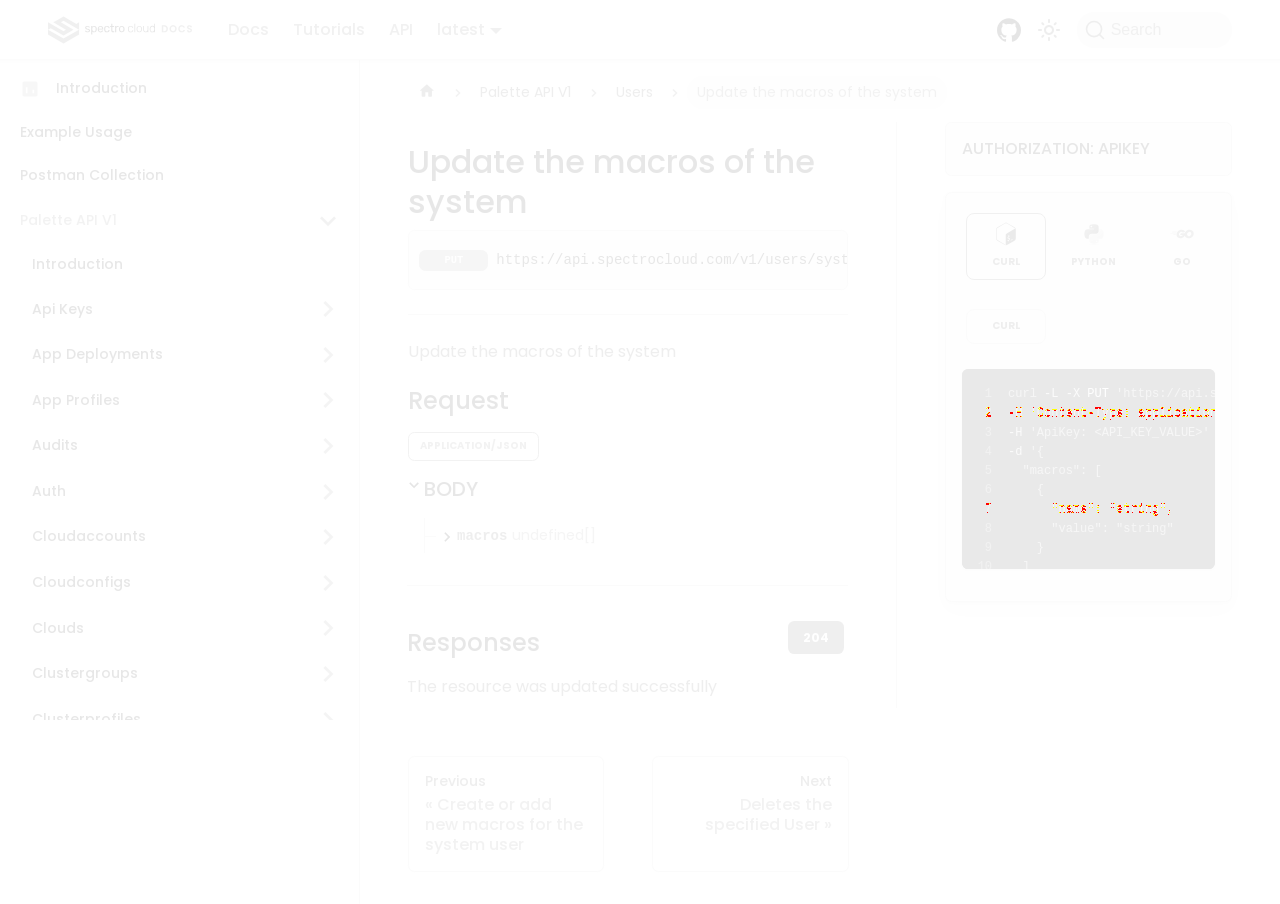 spectro cloud DOCS
Docs
Tutorials
API
latest
Search
Introduction
Example Usage
Postman Collection
Palette API V1
Introduction
Api Keys
App Deployments
App Profiles
Audits
Auth
Cloudaccounts
Cloudconfigs
Clouds
Clustergroups
Clusterprofiles
Palette API V1
Users
Update the macros of the system
Update the macros of the
system
PUT
https://api.spectrocloud.com/v1/users/syst
Update the macros of the system
Request
APPLICATION/JSON
BODY
macros undefined[]
Responses
204
The resource was updated successfully
Previous
« Create or add
new macros for the
system user
Next
Deletes the
specified User »
AUTHORIZATION: APIKEY
CURL
PYTHON
GO
GO
CURL
1 curl -L -X PUT 'https://api.s
2 -H 'Content-Type: application
3 -H 'ApiKey: <API_KEY_VALUE>'
4 -d '{
5 "macros": [
6 {
7 "name": "string",
8 "value": "string"
9 }
10 ]